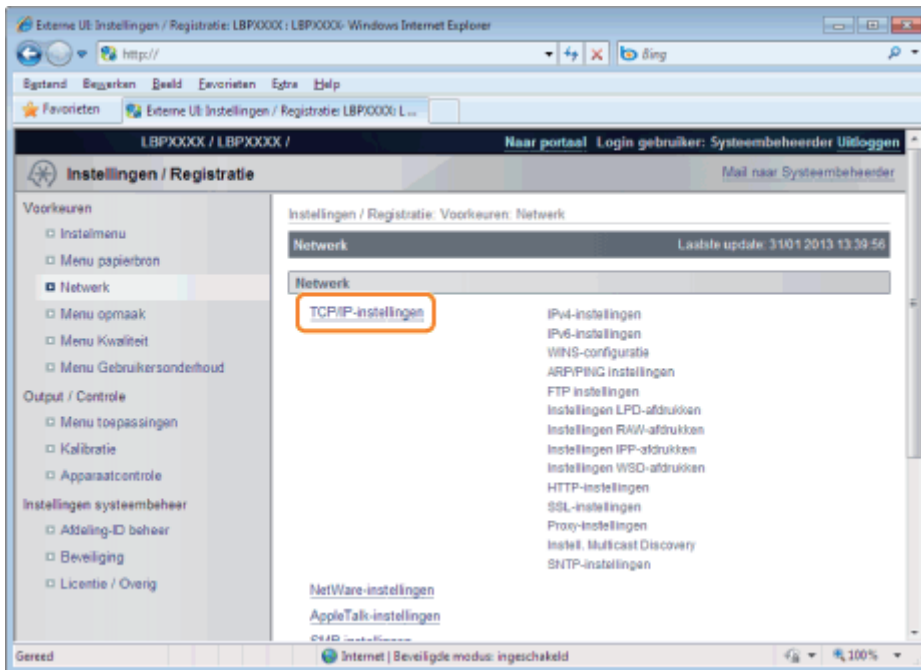 Externe UI: Instellingen / Registratie: LBPXXXX : LBPXXXX- Windows Internet Explorer
http://
Bing
Bestand Bewerken Beeld Favorieten Extra Help
Favorieten
Externe UI: Instellingen / Registratie: LBPXXXX: L...
LBPXXXX / LBPXXXX /
Naar portaal Login gebruiker: Systeembeheerder Uitloggen
Instellingen / Registratie
Mail naar Systeembeheerder
Voorkeuren
Instelmenu
Menu papierbron
Netwerk
Menu opmaak
Menu Kwaliteit
Menu Gebruikersonderhoud
Output / Controle
Menu toepassingen
Kalibratie
Apparaatcontrole
Instellingen systeembeheer
Afdeling-ID beheer
Beveiliging
Licentie / Overig
Instellingen / Registratie: Voorkeuren: Netwerk
Netwerk
Laatste update: 31/01 2013 13:39:56
Netwerk
TCP/IP-instellingen
IPv4-instellingen
IPv6-instellingen
WINS-configuratie
ARP/PING instellingen
FTP instellingen
Instellingen LPD-afdrukken
Instellingen RAW-afdrukken
Instellingen IPP-afdrukken
Instellingen WSD-afdrukken
HTTP-instellingen
SSL-instellingen
Proxy-instellingen
Instell. Multicast Discovery
SNTP-instellingen
NetWare-instellingen
AppleTalk-instellingen
SMB-instellingen
Gereed
Internet | Beveiligde modus: ingeschakeld
100%